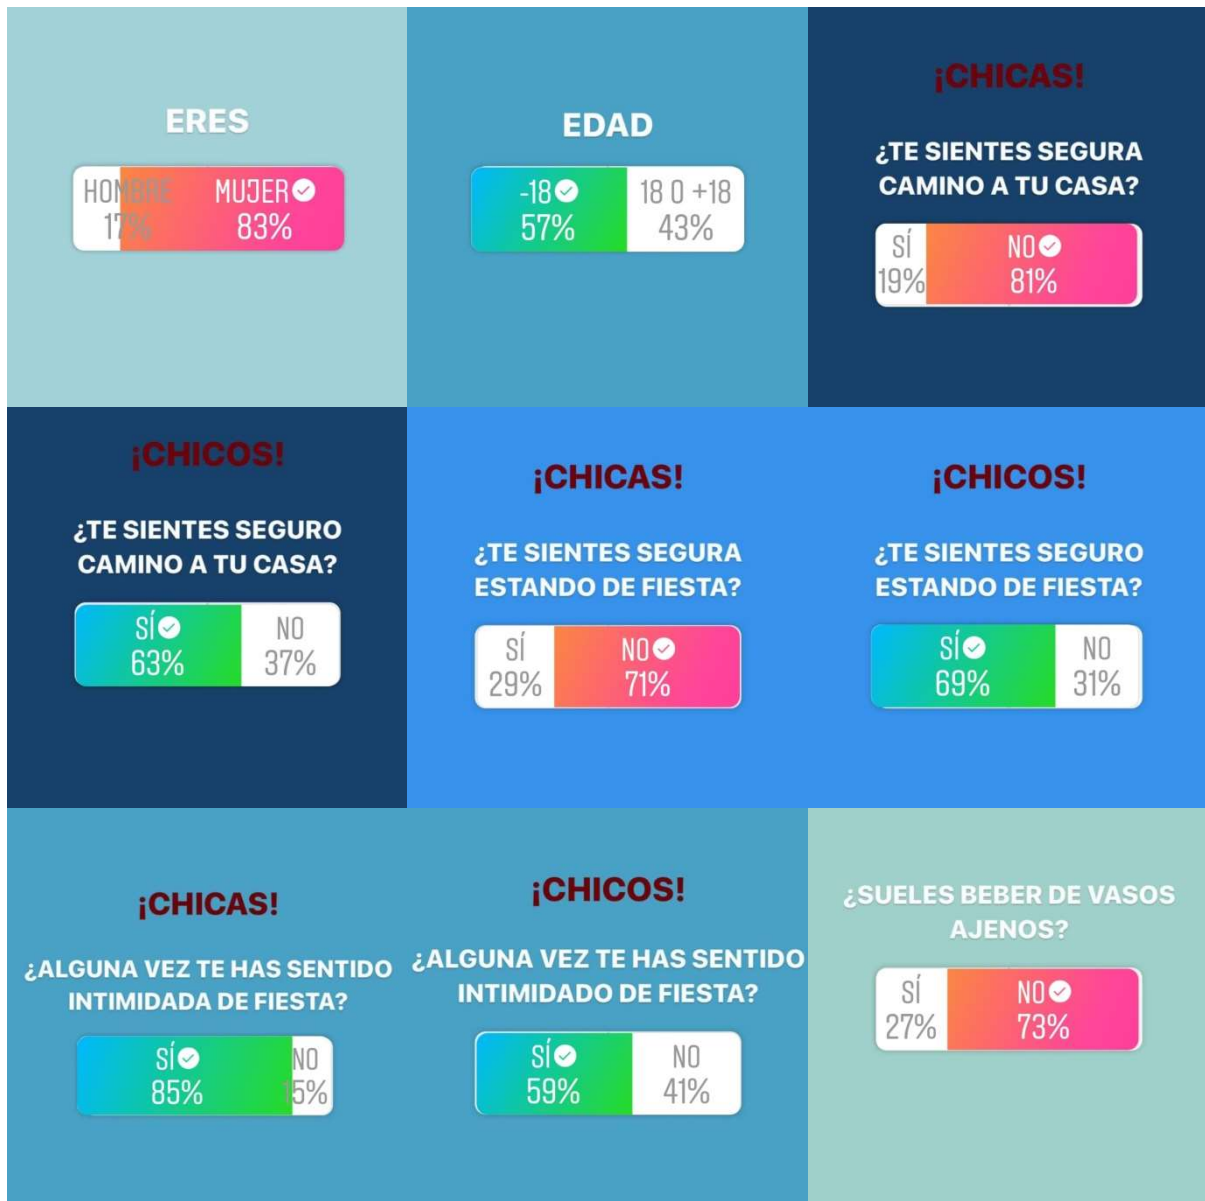 ERES
HOMBRE MUJER
17% 83%
EDAD
-18 18 O +18
57% 43%
¡CHICAS!
¿TE SIENTES SEGURA
CAMINO A TU CASA?
SÍ NO
19% 81%
¡CHICOS!
¿TE SIENTES SEGURO
CAMINO A TU CASA?
SÍ NO
63% 37%
¡CHICAS!
¿TE SIENTES SEGURA
ESTANDO DE FIESTA?
SÍ NO
29% 71%
¡CHICOS!
¿TE SIENTES SEGURO
ESTANDO DE FIESTA?
SÍ NO
69% 31%
¡CHICAS!
¿ALGUNA VEZ TE HAS SENTIDO
INTIMIDADA DE FIESTA?
SÍ NO
85% 15%
¡CHICOS!
¿ALGUNA VEZ TE HAS SENTIDO
INTIMIDADO DE FIESTA?
SÍ NO
59% 41%
¿SUELES BEBER DE VASOS
AJENOS?
SÍ NO
27% 73%